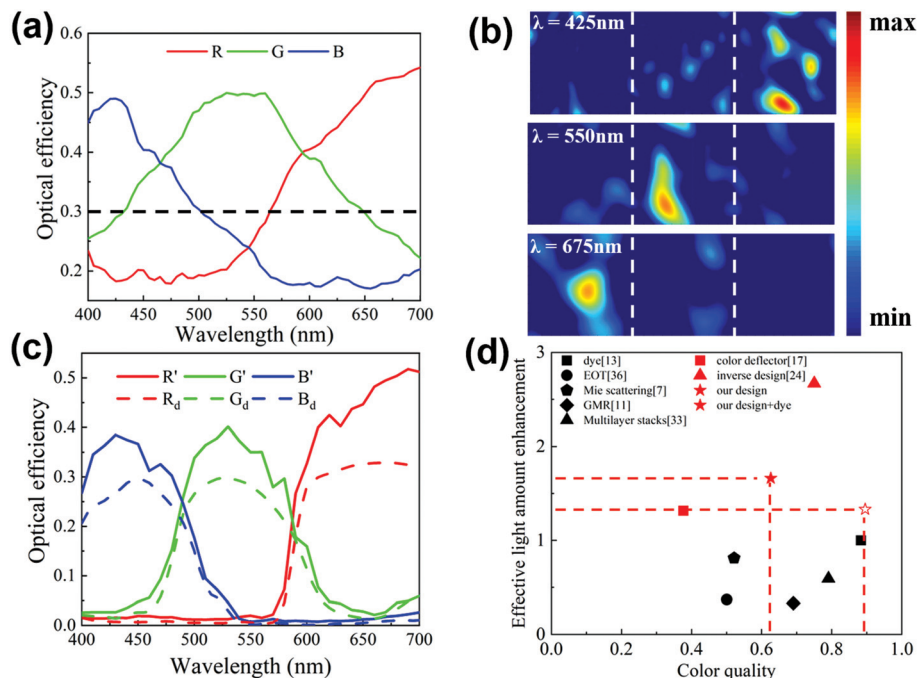 (a)
R G B
0.6
0.5
0.4
0.3
0.2
Optical efficiency
400 450 500 550 600 650 700
Wavelength (nm)
(b)
λ = 425nm
λ = 550nm
λ = 675nm
max
min
(c)
R' G' B'
Rd Gd Bd
0.5
0.4
0.3
0.2
0.1
0.0
Optical efficiency
400 450 500 550 600 650 700
Wavelength (nm)
(d)
dye[13] color deflector[17]
EOT[36] inverse design[24]
Mie scattering[7] our design
GMR[11] our design+dye
Multilayer stacks[33]
3
2
1
0
Effective light amount enhancement
0.0 0.2 0.4 0.6 0.8 1.0
Color quality